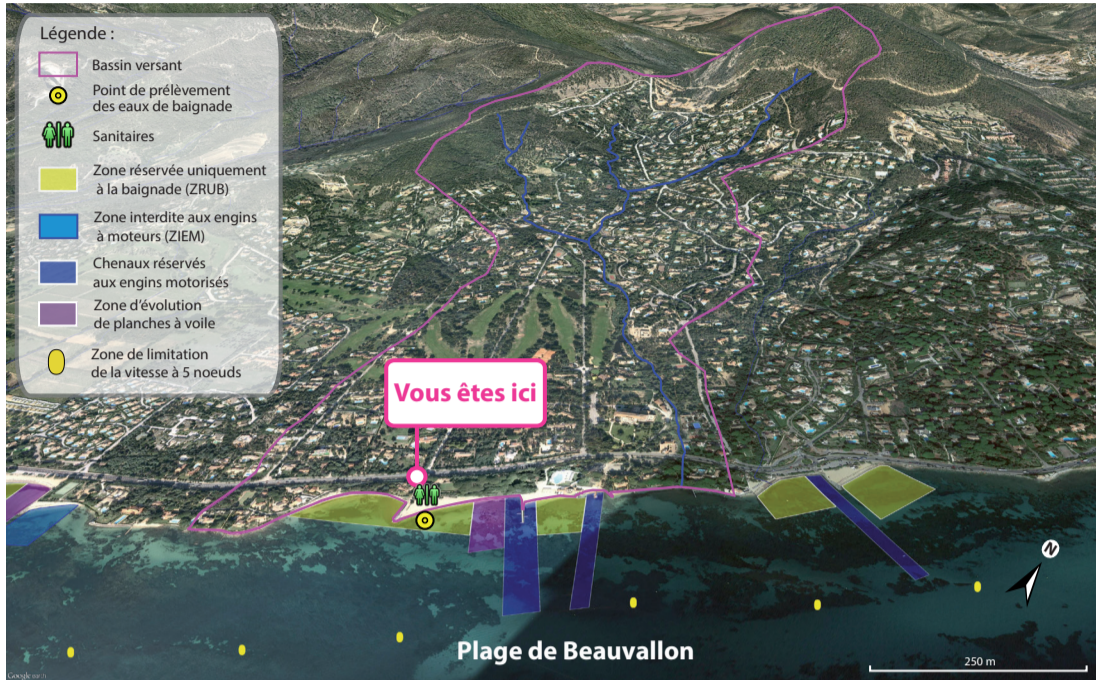 Légende :
Bassin versant
Point de prélèvement
des eaux de baignade
Sanitaires
Zone réservée uniquement
à la baignade (ZRUB)
Zone interdite aux engins
à moteurs (ZIEM)
Chenaux réservés
aux engins motorisés
Zone d'évolution
de planches à voile
Zone de limitation
de la vitesse à 5 noeuds
Vous êtes ici
N
Plage de Beauvallon
250 m
Google